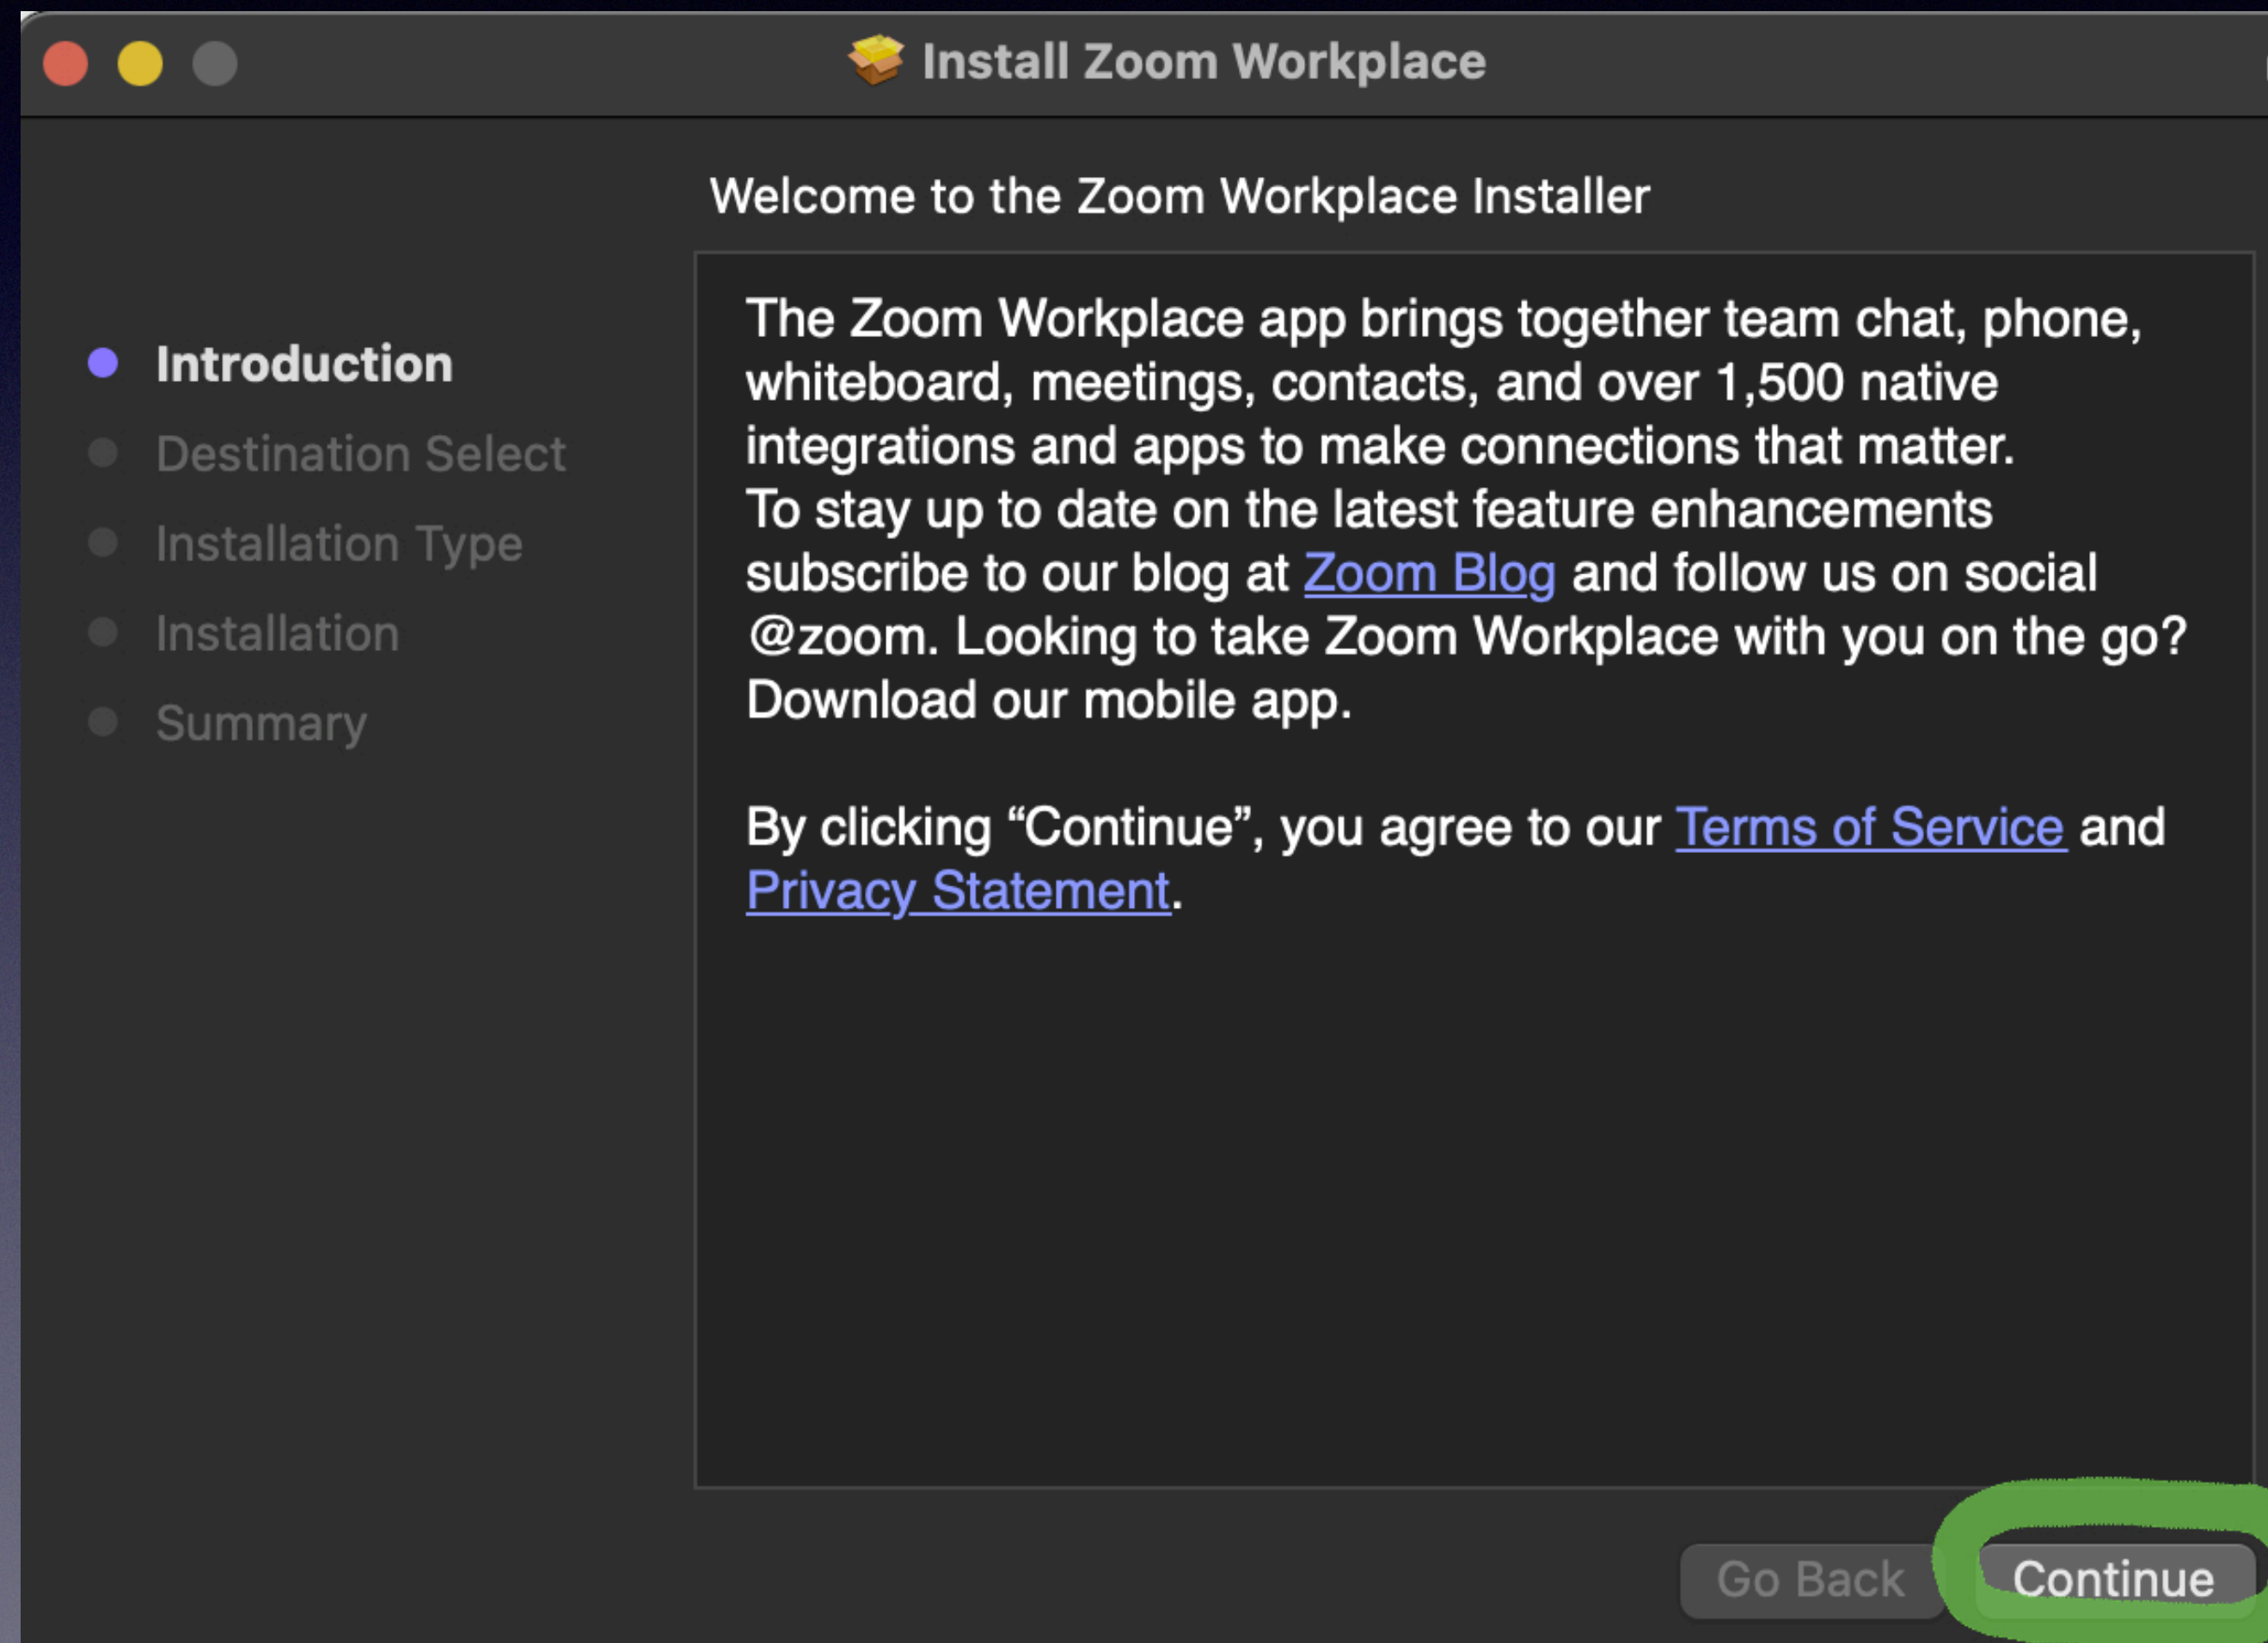 Install Zoom Workplace
Welcome to the Zoom Workplace Installer
Introduction
Destination Select
Installation Type
Installation
Summary
The Zoom Workplace app brings together team chat, phone,
whiteboard, meetings, contacts, and over 1,500 native
integrations and apps to make connections that matter.
To stay up to date on the latest feature enhancements
subscribe to our blog at Zoom Blog and follow us on social
@zoom. Looking to take Zoom Workplace with you on the go?
Download our mobile app.
By clicking “Continue”, you agree to our Terms of Service and
Privacy Statement.
Go Back
Continue